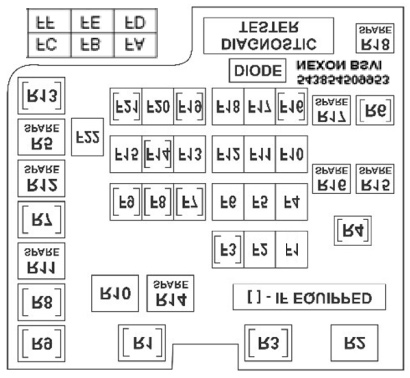 FF FE FD
FC FB FA
DIAGNOSTIC
TESTER
SPARE
R18
DIODE
NEXON BSVI
543854509953
[R13]
[F21] F20 [F19] F18 F17 [F16]
SPARE
R17
[R6]
SPARE
R5
F22
F15 [F14] F13 F12 F11 F10
SPARE
R12
SPARE
R16
SPARE
R15
[R7]
[F9] [F8] [F7] F6 F5 F4
[R4]
SPARE
R11
[F3] F2 F1
[R8]
R10
SPARE
R14
[ ] - IF EQUIPPED
[R9]
[R1]
[R3]
R2